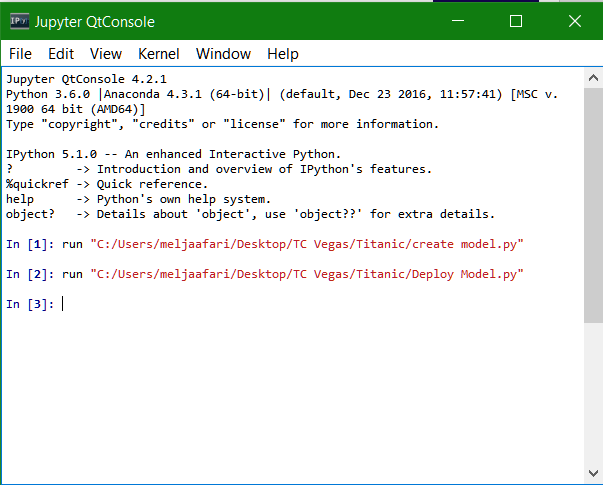 IP[y]: Jupyter QtConsole
File Edit View Kernel Window Help
Jupyter QtConsole 4.2.1
Python 3.6.0 |Anaconda 4.3.1 (64-bit)| (default, Dec 23 2016, 11:57:41) [MSC v.
1900 64 bit (AMD64)]
Type "copyright", "credits" or "license" for more information.
IPython 5.1.0 -- An enhanced Interactive Python.
?         -> Introduction and overview of IPython's features.
%quickref -> Quick reference.
help      -> Python's own help system.
object?   -> Details about 'object', use 'object??' for extra details.
In [1]: run "C:/Users/meljaafari/Desktop/TC Vegas/Titanic/create model.py"
In [2]: run "C:/Users/meljaafari/Desktop/TC Vegas/Titanic/Deploy Model.py"
In [3]: